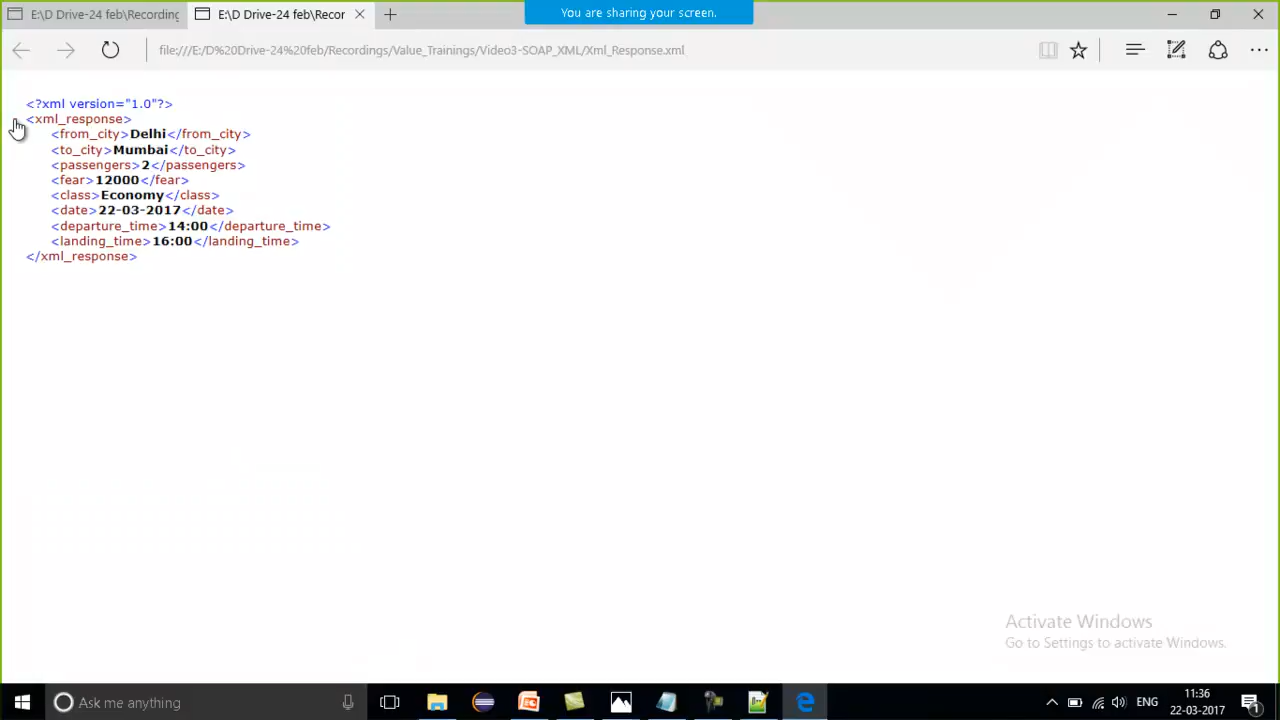 E:\D Drive-24 feb\Recording
E:\D Drive-24 feb\Recor
You are sharing your screen.
file:///E:/D%20Drive-24%20feb/Recordings/Value_Trainings/Video3-SOAP_XML/Xml_Response.xml
<?xml version="1.0"?>
<xml_response>
<from_city>Delhi</from_city>
<to_city>Mumbai</to_city>
<passengers>2</passengers>
<fear>12000</fear>
<class>Economy</class>
<date>22-03-2017</date>
<departure_time>14:00</departure_time>
<landing_time>16:00</landing_time>
</xml_response>
Activate Windows
Go to Settings to activate Windows.
Ask me anything
ENG
11:36
22-03-2017
1